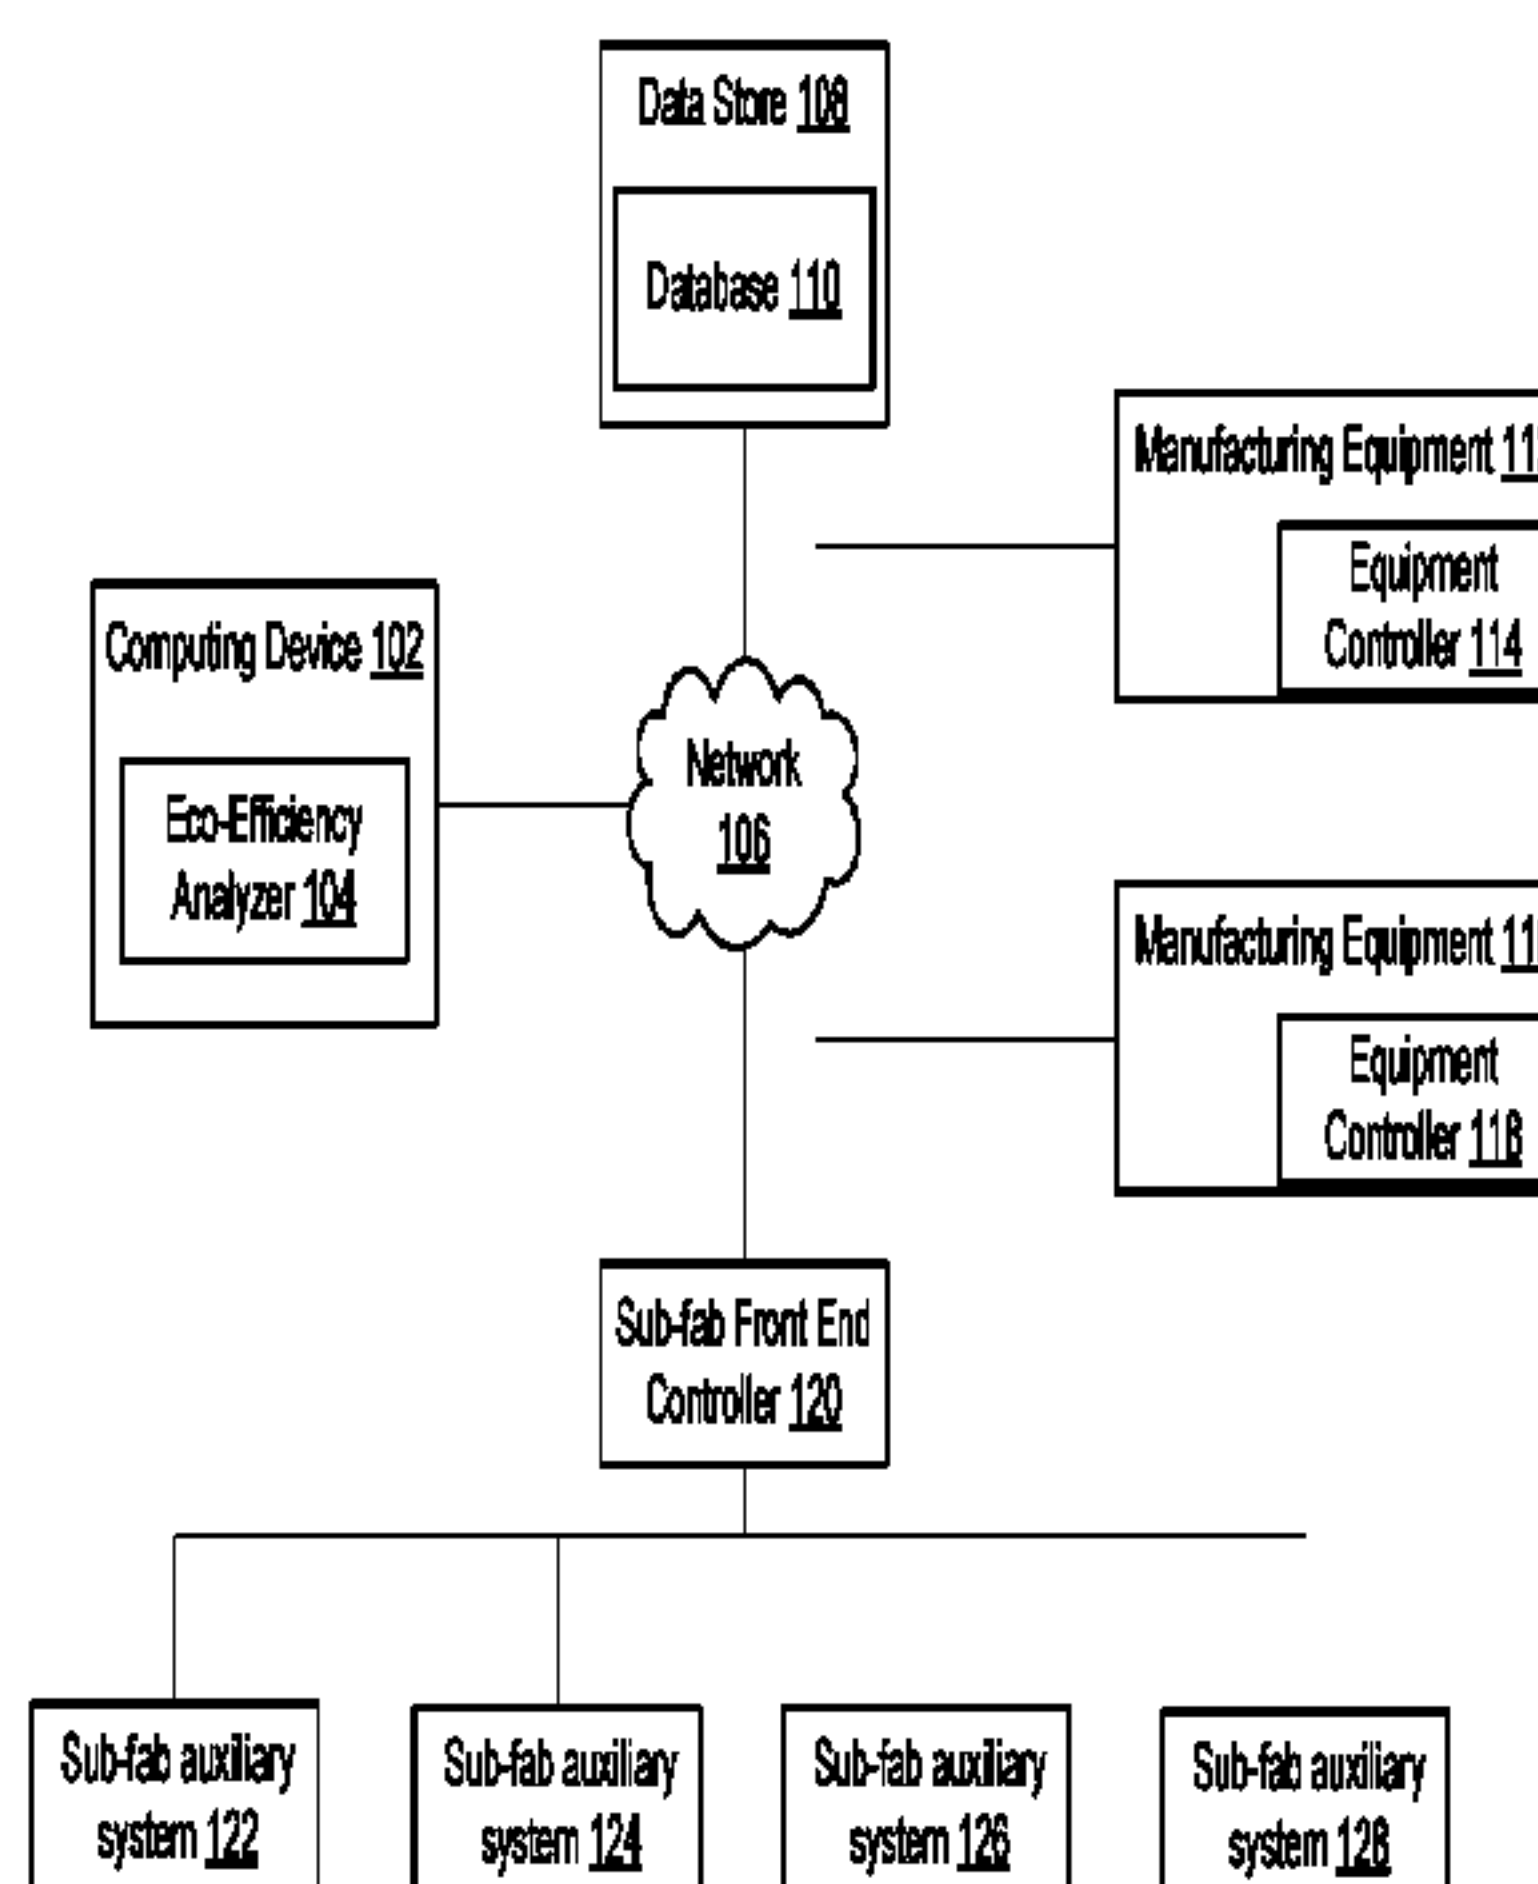 Data Store 108
Database 110
Manufacturing Equipment
Equipment
Controller 114
Computing Device 102
Eco-Efficiency
Analyzer 104
Network
106
Manufacturing Equipment
Equipment
Controller 118
Sub-fab Front End
Controller 120
Sub-fab auxiliary
system 122
Sub-fab auxiliary
system 124
Sub-fab auxiliary
system 126
Sub-fab auxiliary
system 128